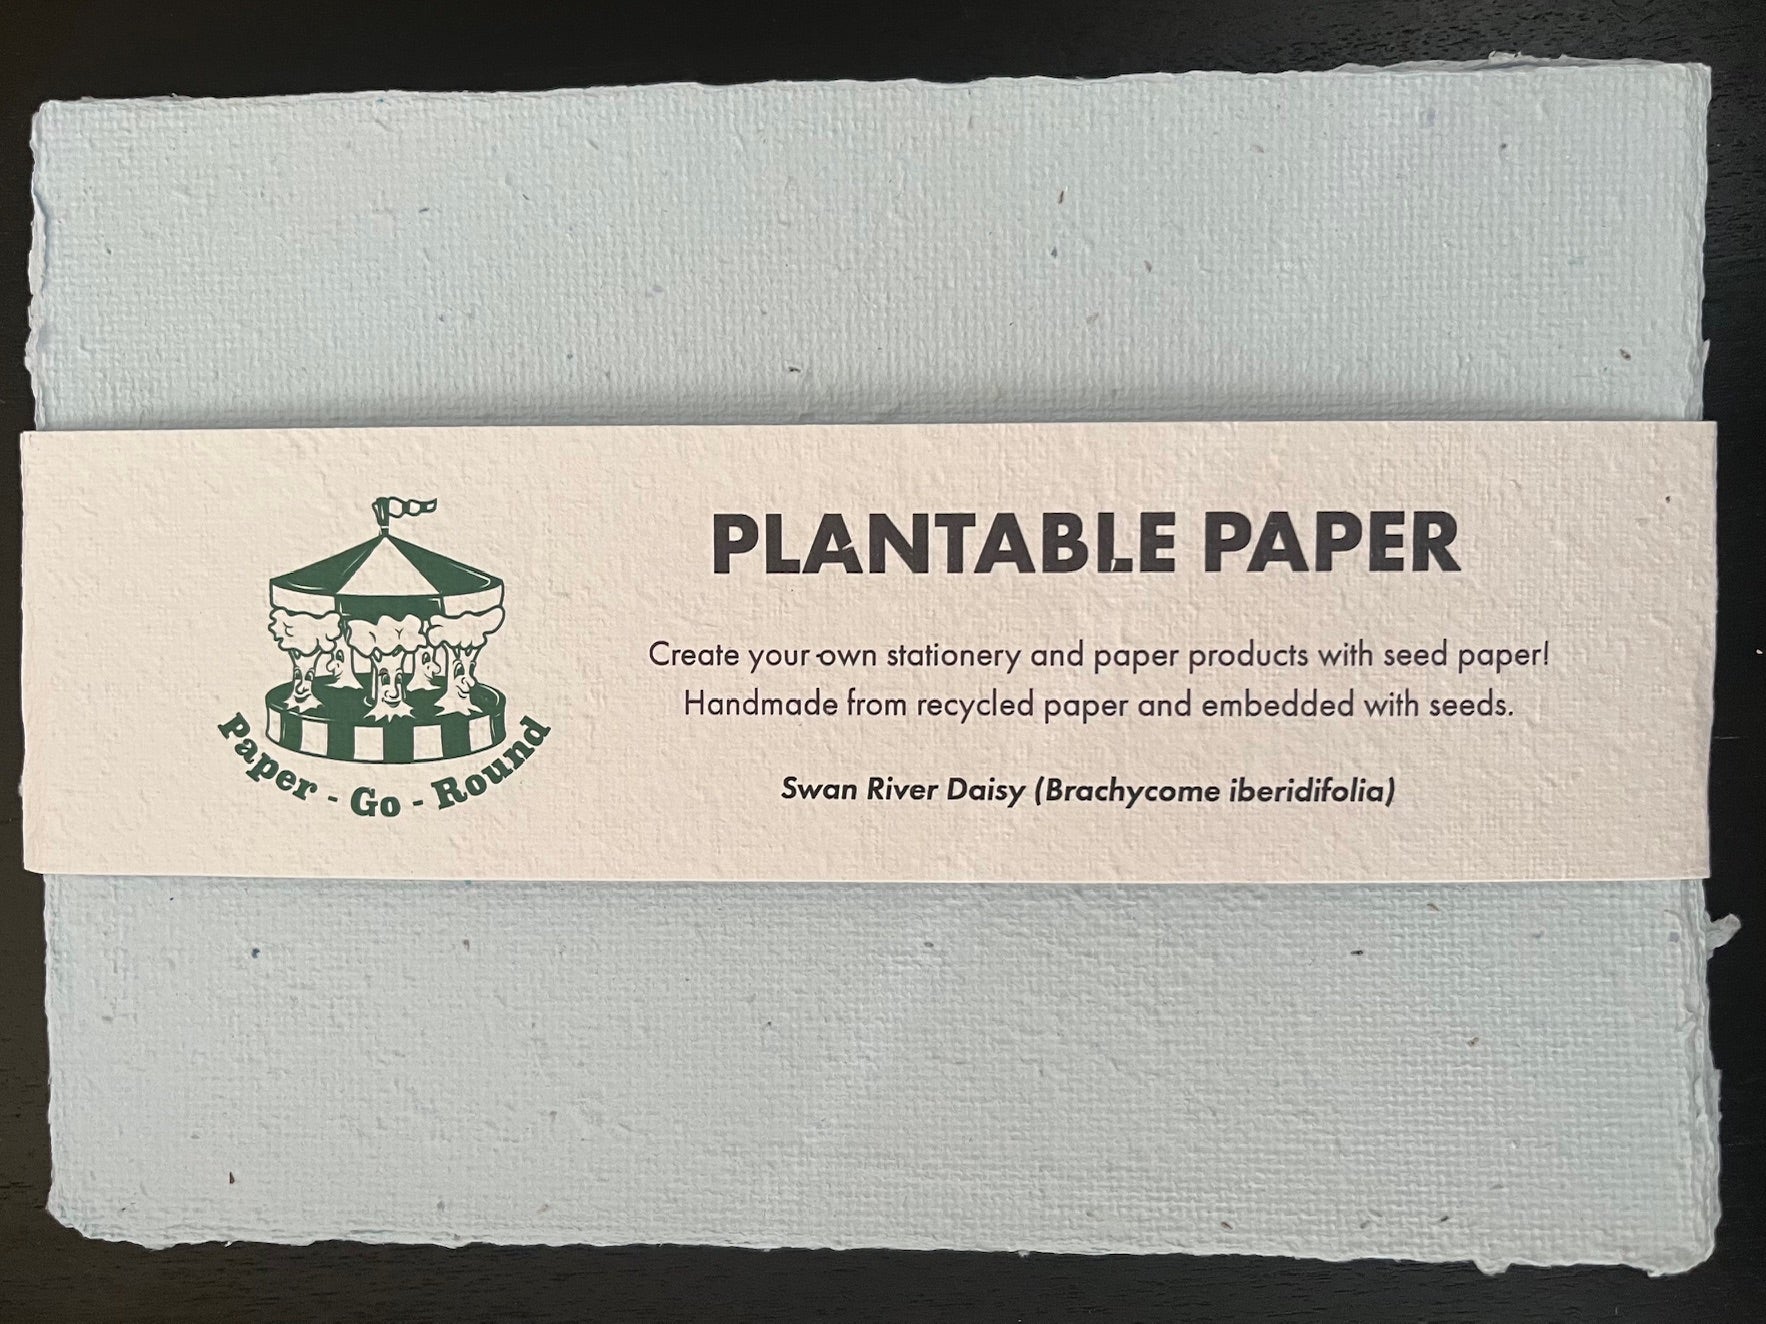 PLANTABLE PAPER
Create your own stationery and paper products with seed paper!
Handmade from recycled paper and embedded with seeds.
Swan River Daisy (Brachycome iberidifolia)
Paper - Go - Round